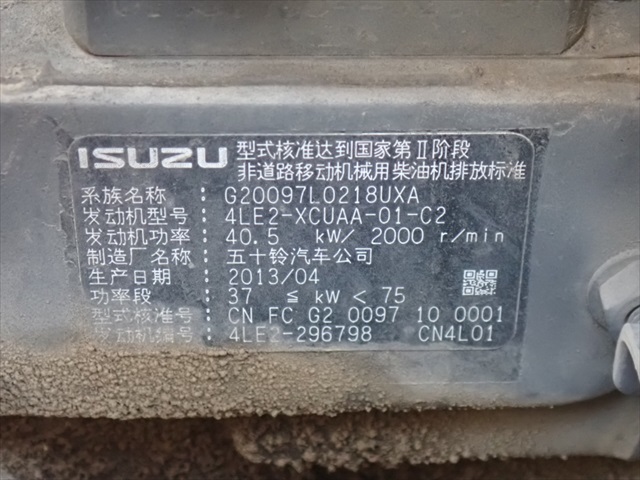 ISUZU 型式核准达到国家第Ⅱ阶段
非道路移动机械用柴油机排放标准
系族名称 : G20097L0218UXA
发动机型号 : 4LE2-XCUAA-01-C2
发动机功率 : 40.5 kW/ 2000 r/min
制造厂名称 : 五十铃汽车公司
生产日期 : 2013/04
功率段 : 37 ≦ kW < 75
型式核准号 : CN FC G2 0097 10 0001
发动机编号 : 4LE2-296798 CN4L01